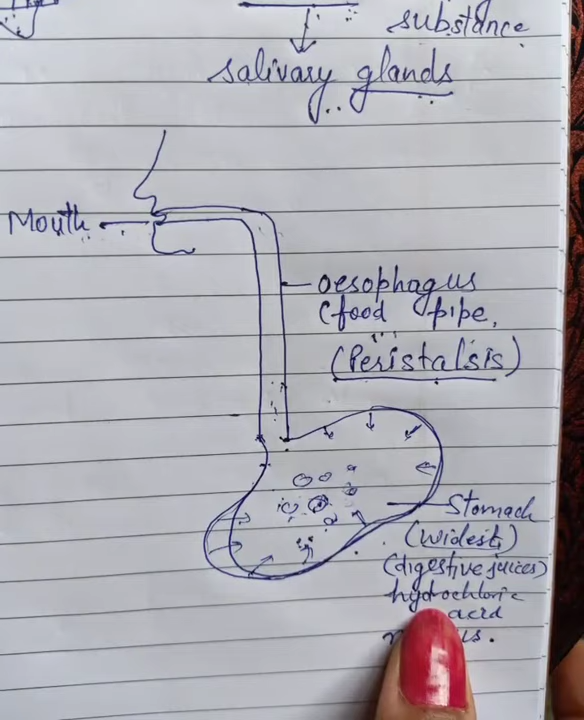 substance
salivary glands
Mouth
oesophagus
(food pipe,
(Peristalsis)
Stomach
(widest)
(digestive juices)
hydrochloric
acid